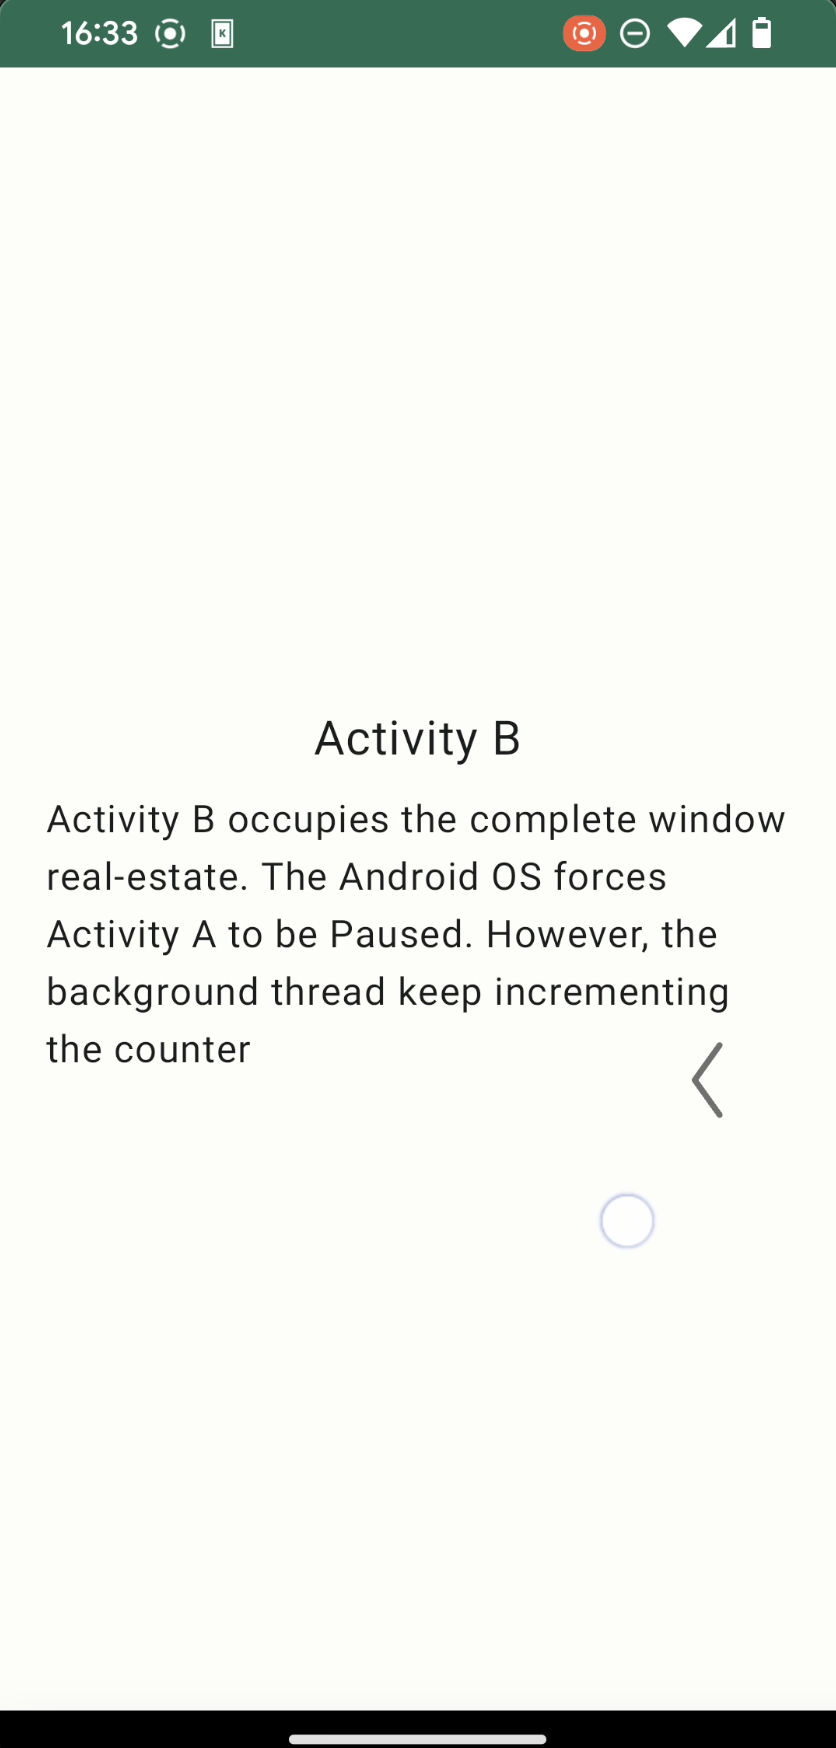 16:33
K
Activity B
Activity B occupies the complete window
real-estate. The Android OS forces
Activity A to be Paused. However, the
background thread keep incrementing
the counter